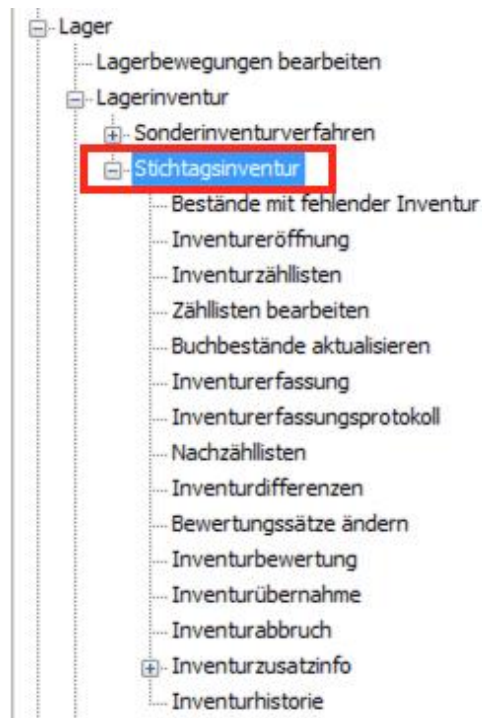 Lager
Lagerbewegungen bearbeiten
Lagerinventur
Sonderinventurverfahren
Stichtagsinventur
Bestände mit fehlender Inventur
Inventureröffnung
Inventurzähllisten
Zähllisten bearbeiten
Buchbestände aktualisieren
Inventurerfassung
Inventurerfassungsprotokoll
Nachzähllisten
Inventurdifferenzen
Bewertungssätze ändern
Inventurbewertung
Inventurübernahme
Inventurabbruch
Inventurzusatzinfo
Inventurhistorie